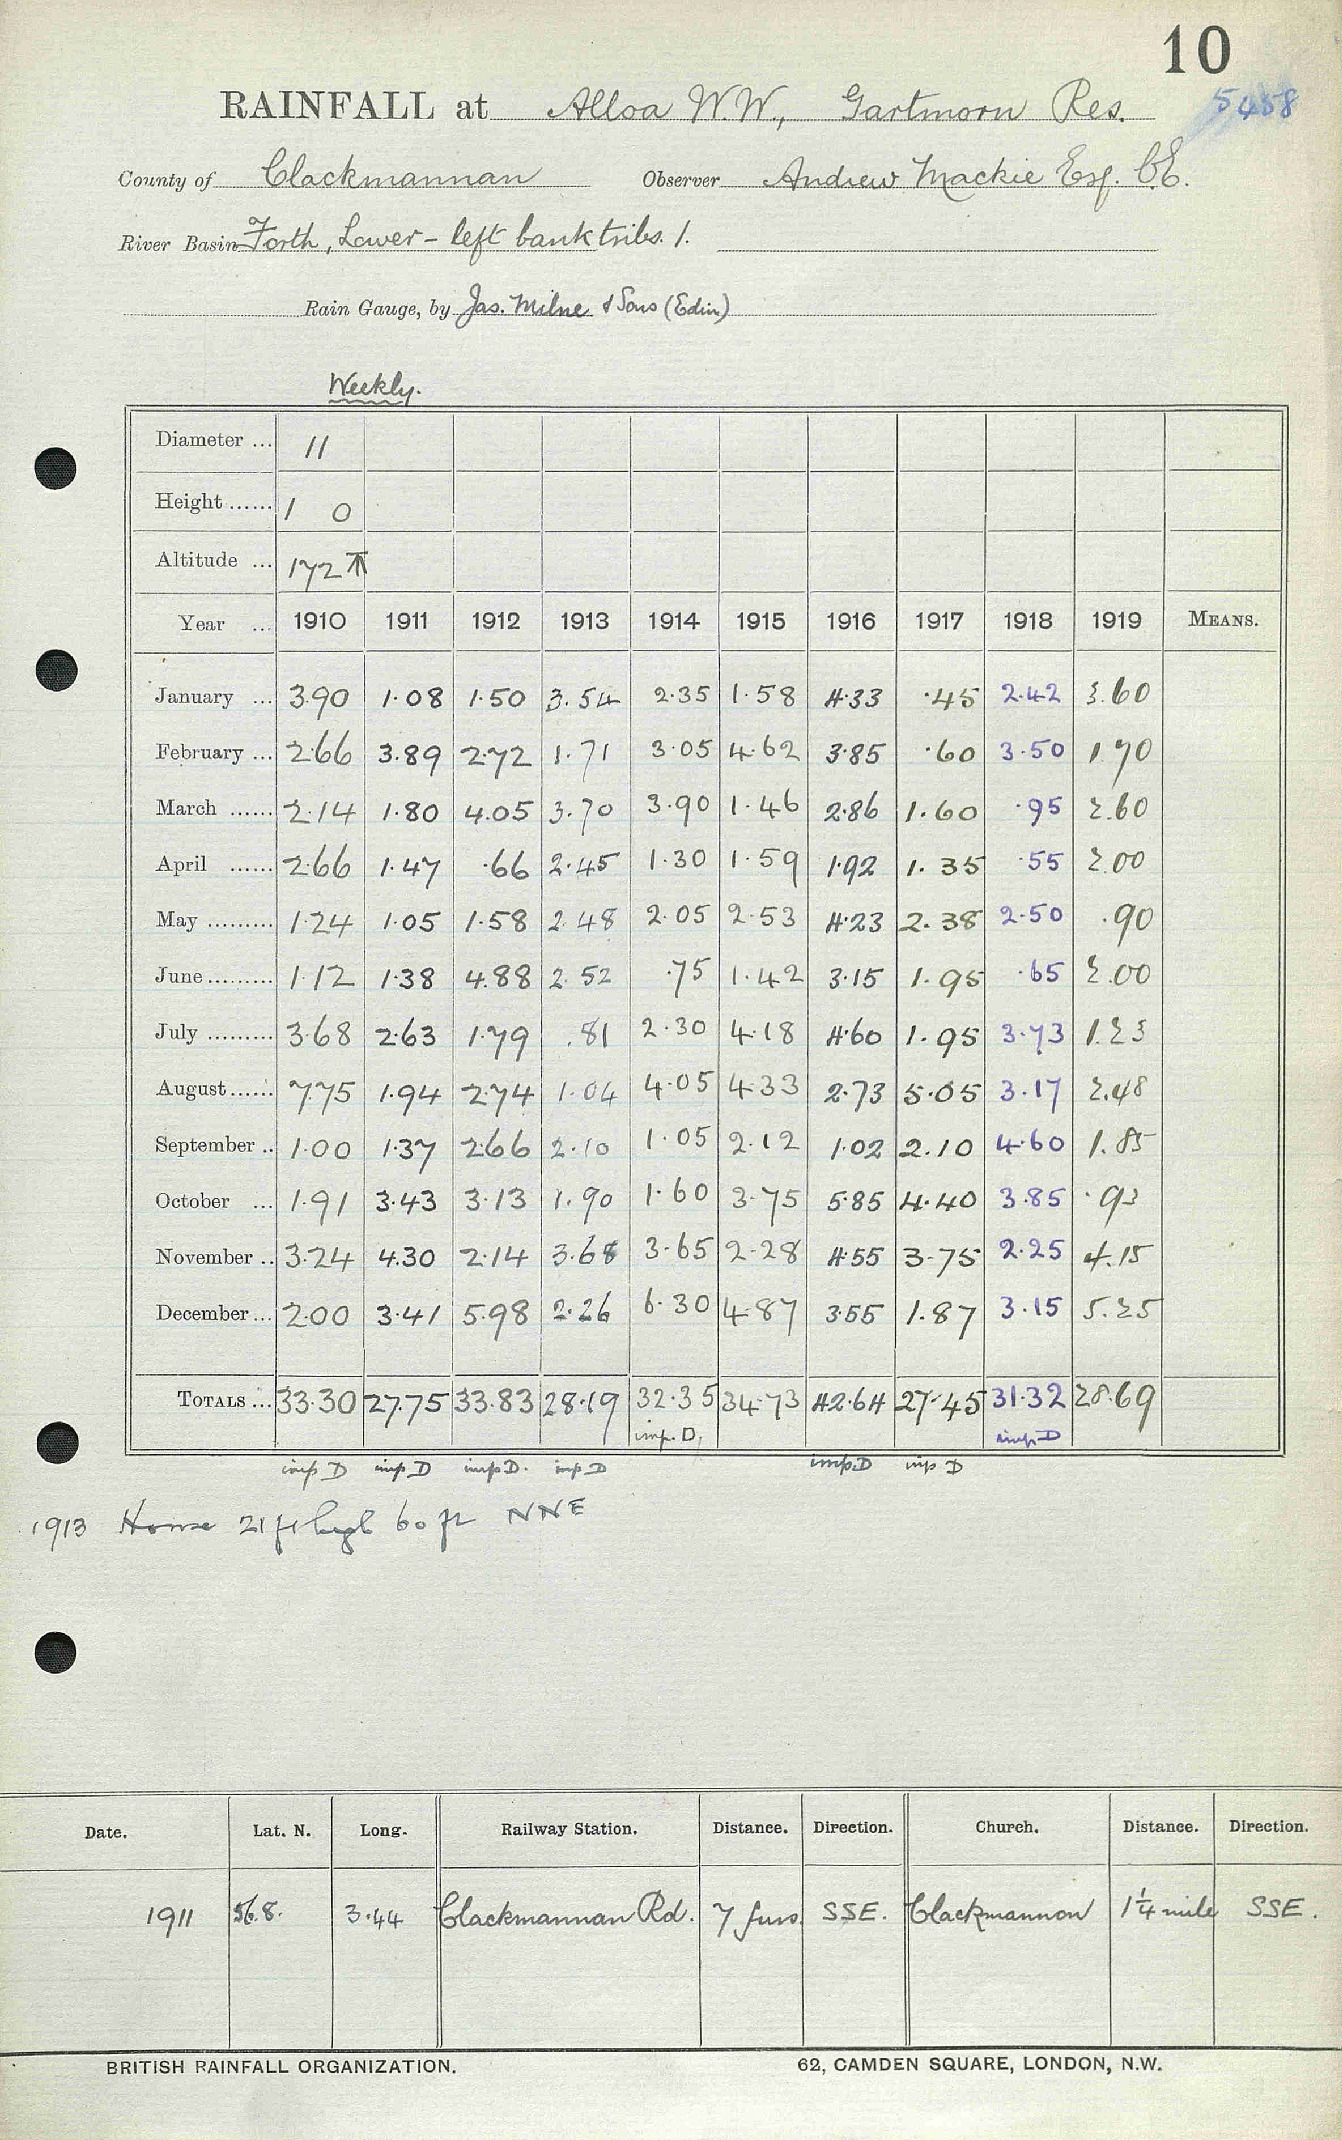 10
RAINFALL at Alloa W.W., Gartmorn Res. 5458
County of Clackmannan Observer Andrew Mackie Esq. C.E.
River Basin Forth, Lower - left bank tribs. 1.
Rain Gauge, by Jas. Milne & Sons (Edin)
Weekly.
Diameter ... 11
Height ...... 1 0
Altitude ... 172
Year ... 1910 1911 1912 1913 1914 1915 1916 1917 1918 1919 MEANS.
January ... 3.90 1.08 1.50 3.54 2.35 1.58 4.33 .45 2.42 3.60
February ... 2.66 3.89 2.72 1.71 3.05 4.62 3.85 .60 3.50 1.70
March ...... 2.14 1.80 4.05 3.70 3.90 1.46 2.86 1.60 .95 2.60
April ...... 2.66 1.47 .66 2.45 1.30 1.59 1.92 1.35 .55 2.00
May ......... 1.24 1.05 1.58 2.48 2.05 2.53 4.23 2.38 2.50 .90
June ......... 1.12 1.38 4.88 2.52 .75 1.42 3.15 1.95 .65 2.00
July ......... 3.68 2.63 1.79 .81 2.30 4.18 4.60 1.95 3.73 1.23
August ...... 7.75 1.94 2.74 1.04 4.05 4.33 2.73 5.05 3.17 2.48
September .. 1.00 1.37 2.66 2.10 1.05 2.12 1.02 2.10 4.60 1.85
October ... 1.91 3.43 3.13 1.90 1.60 3.75 5.85 4.40 3.85 .93
November .. 3.24 4.30 2.14 3.68 3.65 2.28 4.55 3.75 2.25 4.15
December ... 2.00 3.41 5.98 2.26 6.30 4.87 3.55 1.87 3.15 5.25
TOTALS ... 33.30 27.75 33.83 28.19 32.35 34.73 42.64 27.45 31.32 28.69
imp. D. imp D
imp D imp D imp D. imp D imp. D imp D
1913 House 21 ft high 60 ft NNE
Date. Lat. N. Long. Railway Station. Distance. Direction. Church. Distance. Direction.
1911 56.8. 3.44 Clackmannan Rd. 7 furs. SSE. Clackmannan 1¼ mile SSE.
BRITISH RAINFALL ORGANIZATION. 62, CAMDEN SQUARE, LONDON, N.W.